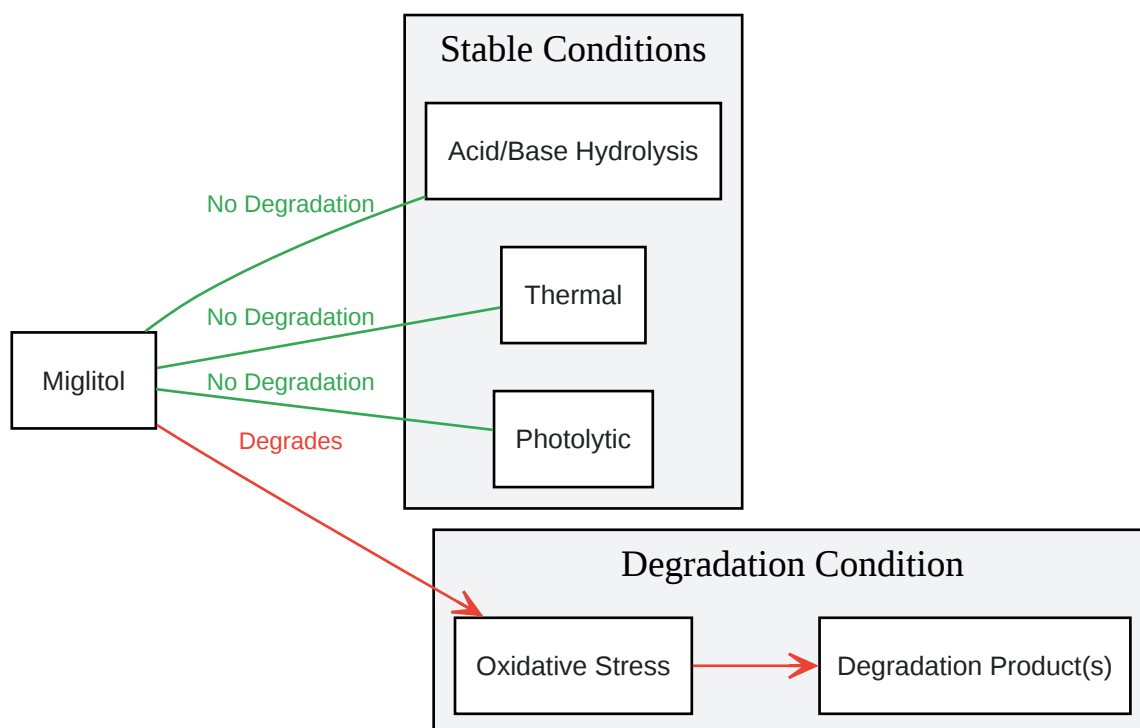 Stable Conditions
Acid/Base Hydrolysis
No Degradation
Thermal
No Degradation
Miglitol
No Degradation
Photolytic
Degrades
Degradation Condition
Oxidative Stress
Degradation Product(s)